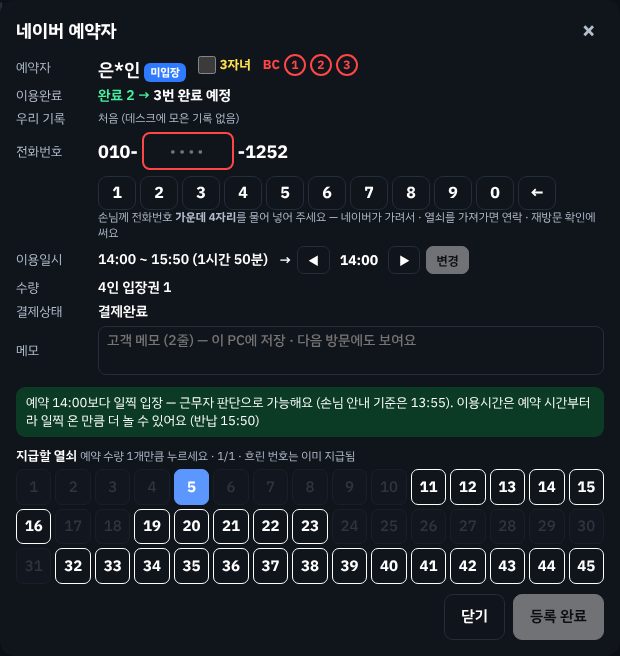 네이버 예약자 ×
예약자 은*인 미입장 3자녀 BC 1 2 3
이용완료 완료 2 → 3번 완료 예정
우리 기록 처음 (데스크에 모은 기록 없음)
전화번호 010- •••• -1252
1 2 3 4 5 6 7 8 9 0 ←
손님께 전화번호 가운데 4자리를 물어 넣어 주세요 — 네이버가 가려서 · 열쇠를 가져가면 연락 · 재방문 확인에
써요
이용일시 14:00 ~ 15:50 (1시간 50분) → ◀ 14:00 ▶ 변경
수량 4인 입장권 1
결제상태 결제완료
메모 고객 메모 (2줄) — 이 PC에 저장 · 다음 방문에도 보여요
예약 14:00보다 일찍 입장 — 근무자 판단으로 가능해요 (손님 안내 기준은 13:55). 이용시간은 예약 시간부터
라 일찍 온 만큼 더 놀 수 있어요 (반납 15:50)
지급할 열쇠 예약 수량 1개만큼 누르세요 · 1/1 · 흐린 번호는 이미 지급됨
1 2 3 4 5 6 7 8 9 10 11 12 13 14 15
16 17 18 19 20 21 22 23 24 25 26 27 28 29 30
31 32 33 34 35 36 37 38 39 40 41 42 43 44 45
닫기 등록 완료